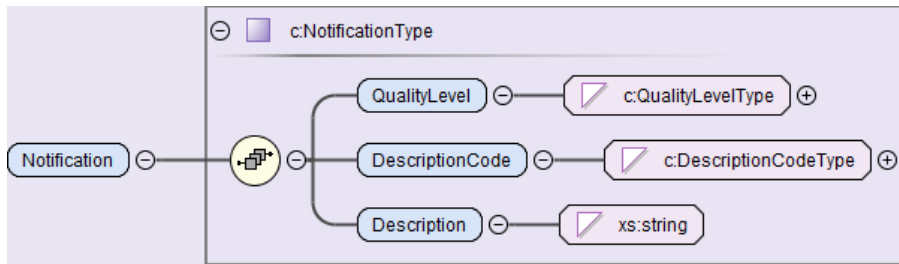 c:NotificationType
QualityLevel c:QualityLevelType
Notification DescriptionCode c:DescriptionCodeType
Description xs:string